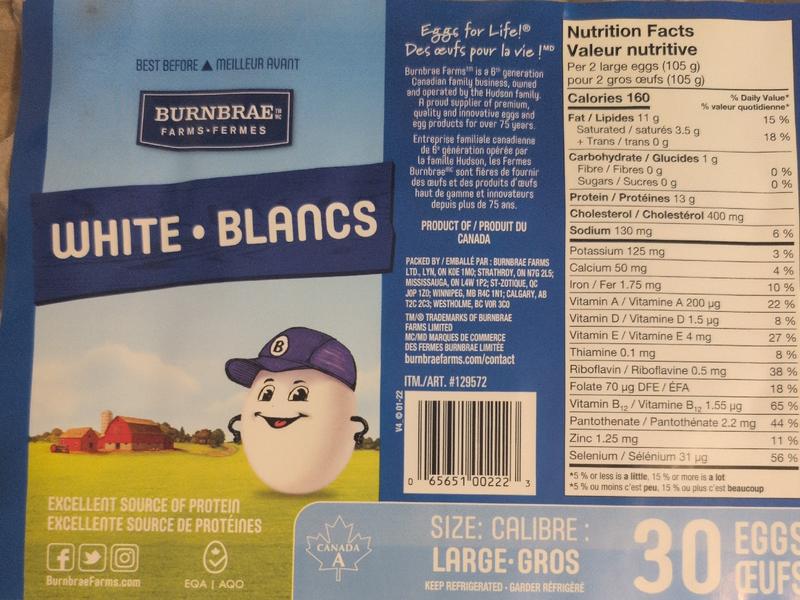 BEST BEFORE ▲ MEILLEUR AVANT
BURNBRAE™ MC
FARMS • FERMES
WHITE • BLANCS
B
EXCELLENT SOURCE OF PROTEIN
EXCELLENTE SOURCE DE PROTÉINES
BurnbraeFarms.com
EQA | AQO
Eggs for Life!®
Des œufs pour la vie !MD
Burnbrae Farms™ is a 6th generation
Canadian family business, owned
and operated by the Hudson family.
A proud supplier of premium,
quality and innovative eggs and
egg products for over 75 years.
Entreprise familiale canadienne
de 6e génération opérée par
la famille Hudson, les Fermes
BurnbraeMC sont fières de fournir
des œufs et des produits d'œufs
haut de gamme et innovateurs
depuis plus de 75 ans.
PRODUCT OF / PRODUIT DU
CANADA
PACKED BY / EMBALLÉ PAR : BURNBRAE FARMS
LTD., LYN, ON K0E 1M0; STRATHROY, ON N7G 2L5;
MISSISSAUGA, ON L4W 1P2; ST-ZOTIQUE, QC
J0P 1Z0; WINNIPEG, MB R4C 1N1; CALGARY, AB
T2C 2C3; WESTHOLME, BC V0R 3C0
TM/® TRADEMARKS OF BURNBRAE
FARMS LIMITED
MC/MD MARQUES DE COMMERCE
DES FERMES BURNBRAE LIMITÉE
burnbraefarms.com/contact
ITM./ART. #129572
V4 © 01-22
0 65651 00222 3
Nutrition Facts
Valeur nutritive
Per 2 large eggs (105 g)
pour 2 gros œufs (105 g)
Calories 160 % Daily Value*
% valeur quotidienne*
Fat / Lipides 11 g 15 %
Saturated / saturés 3.5 g
+ Trans / trans 0 g 18 %
Carbohydrate / Glucides 1 g
Fibre / Fibres 0 g 0 %
Sugars / Sucres 0 g 0 %
Protein / Protéines 13 g
Cholesterol / Cholestérol 400 mg
Sodium 130 mg 6 %
Potassium 125 mg 3 %
Calcium 50 mg 4 %
Iron / Fer 1.75 mg 10 %
Vitamin A / Vitamine A 200 µg 22 %
Vitamin D / Vitamine D 1.5 µg 8 %
Vitamin E / Vitamine E 4 mg 27 %
Thiamine 0.1 mg 8 %
Riboflavin / Riboflavine 0.5 mg 38 %
Folate 70 µg DFE / ÉFA 18 %
Vitamin B12 / Vitamine B12 1.55 µg 65 %
Pantothenate / Pantothénate 2.2 mg 44 %
Zinc 1.25 mg 11 %
Selenium / Sélénium 31 µg 56 %
*5 % or less is a little, 15 % or more is a lot
*5 % ou moins c'est peu, 15 % ou plus c'est beaucoup
CANADA
A
SIZE: CALIBRE :
LARGE • GROS
KEEP REFRIGERATED • GARDER RÉFRIGÉRÉ
30 EGGS
ŒUFS